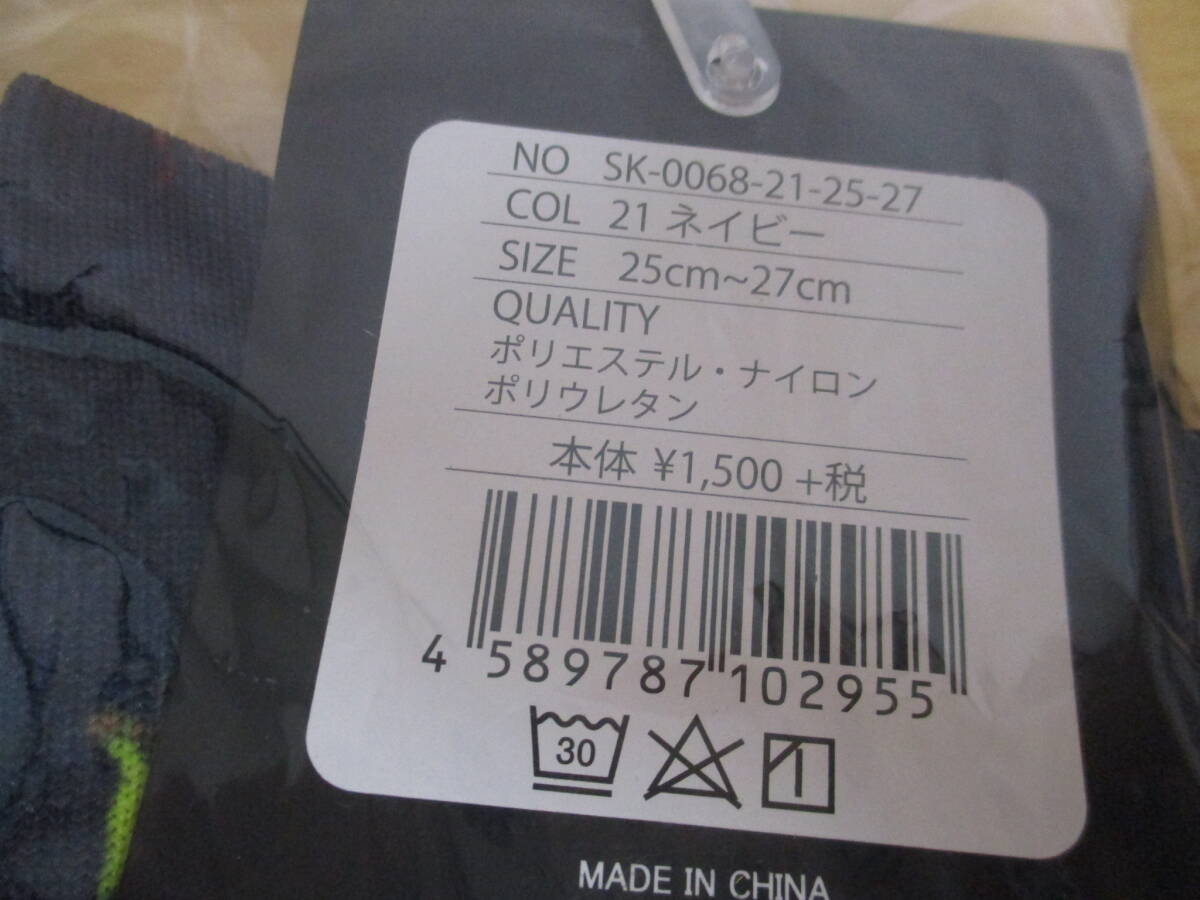 NO SK-0068-21-25-27
COL 21 ネイビー
SIZE 25cm~27cm
QUALITY
ポリエステル・ナイロン
ポリウレタン
本体 ¥1,500 +税
4 589787 102955
30
MADE IN CHINA